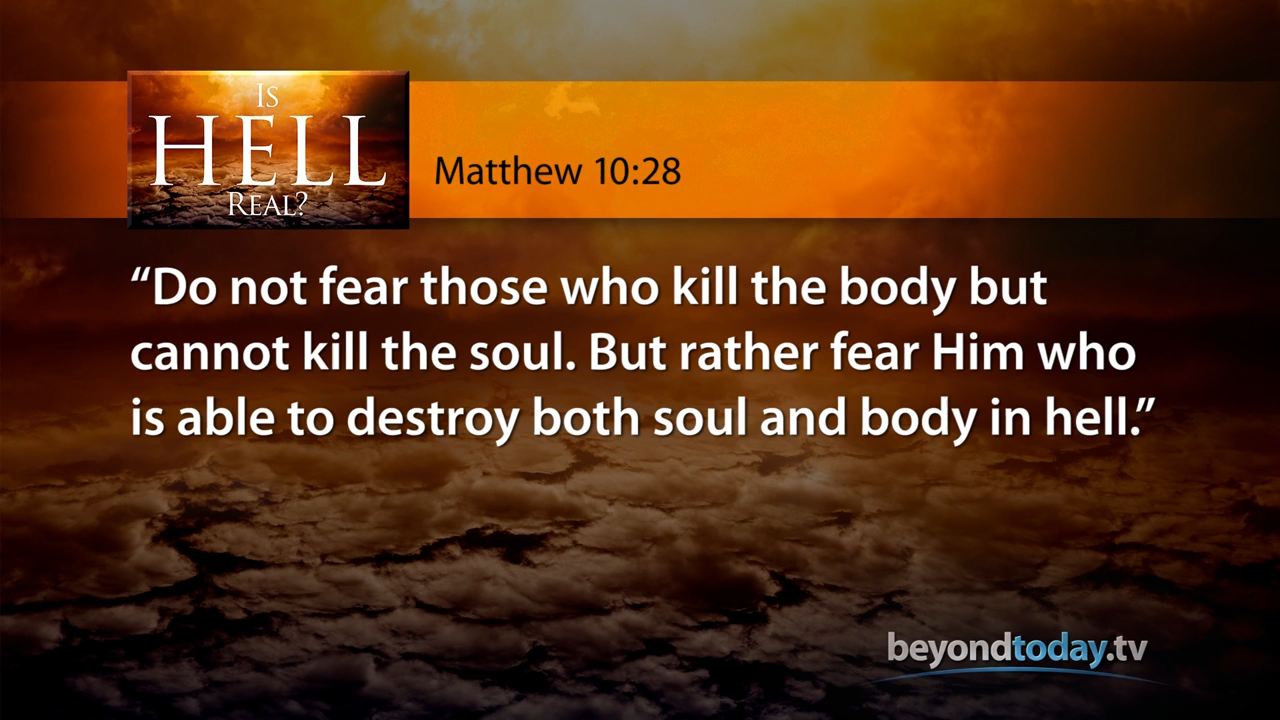 Is
HELL
Real?
Matthew 10:28
“Do not fear those who kill the body but
cannot kill the soul. But rather fear Him who
is able to destroy both soul and body in hell.”
beyondtoday.tv